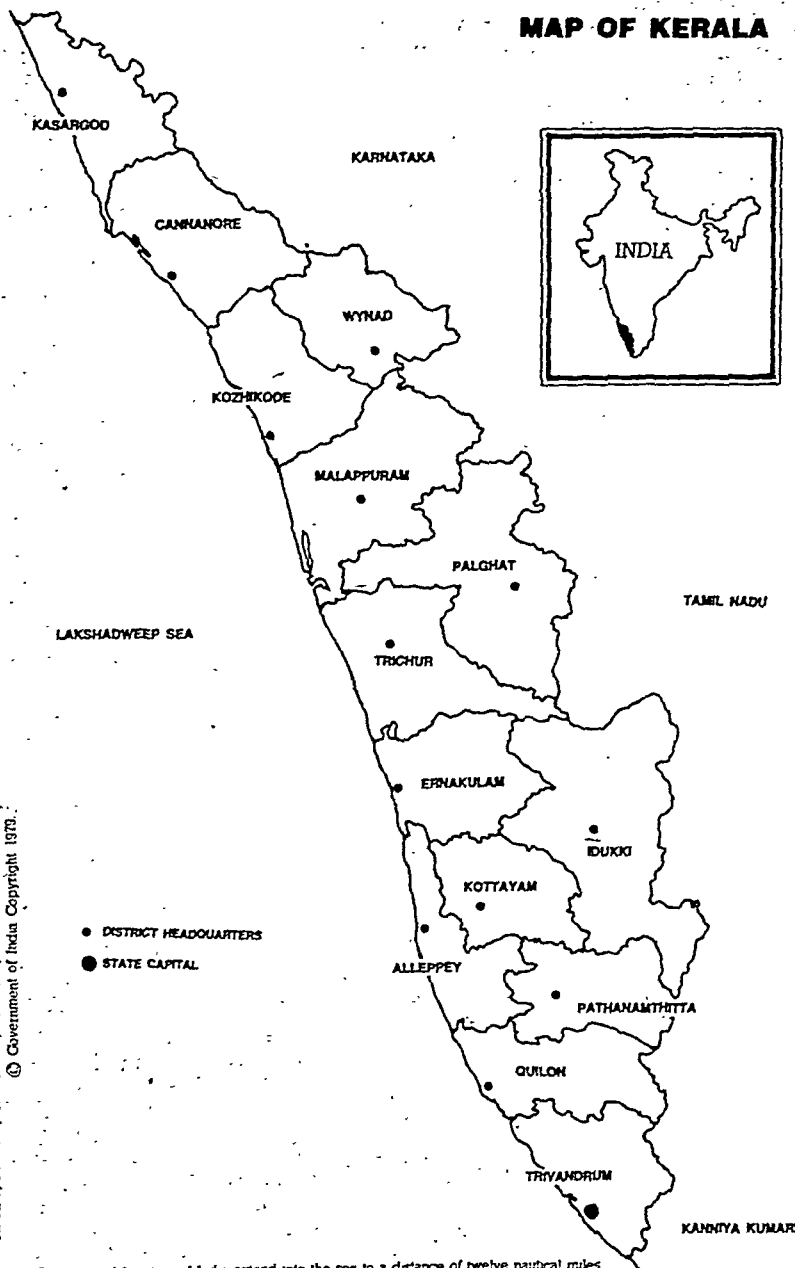 MAP OF KERALA
KASARGOD
KARNATAKA
CANNANORE
INDIA
WYNAD
KOZHIKODE
MALAPPURAM
PALGHAT
TAMIL NADU
LAKSHADWEEP SEA
TRICHUR
ERNAKULAM
IDUKKI
KOTTAYAM
DISTRICT HEADQUARTERS
STATE CAPITAL
ALLEPPEY
PATHANAMTHITTA
QUILON
TRIVANDRUM
KANNIYA KUMAR
© Government of India Copyright 1979.
extend into the sea to a distance of twelve nautical miles